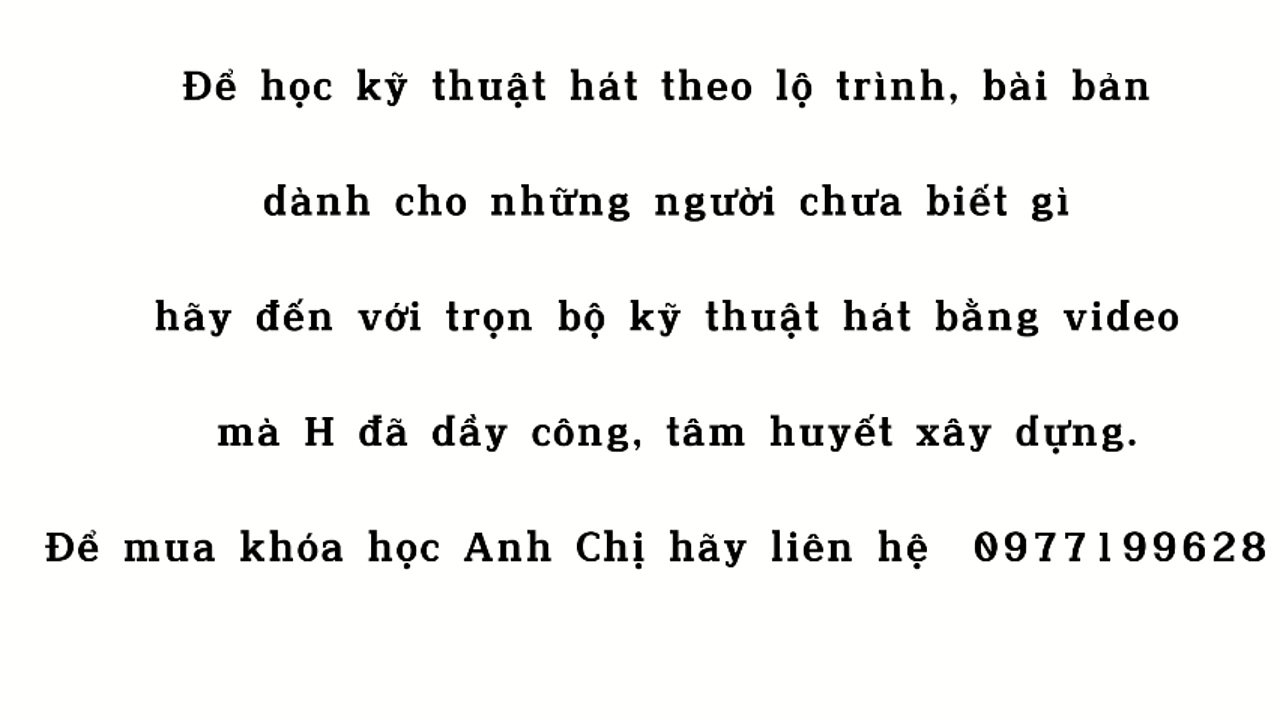 Để học kỹ thuật hát theo lộ trình, bài bản
dành cho những người chưa biết gì
hãy đến với trọn bộ kỹ thuật hát bằng video
mà H đã dầy công, tâm huyết xây dựng.
Để mua khóa học Anh Chị hãy liên hệ 0977199628